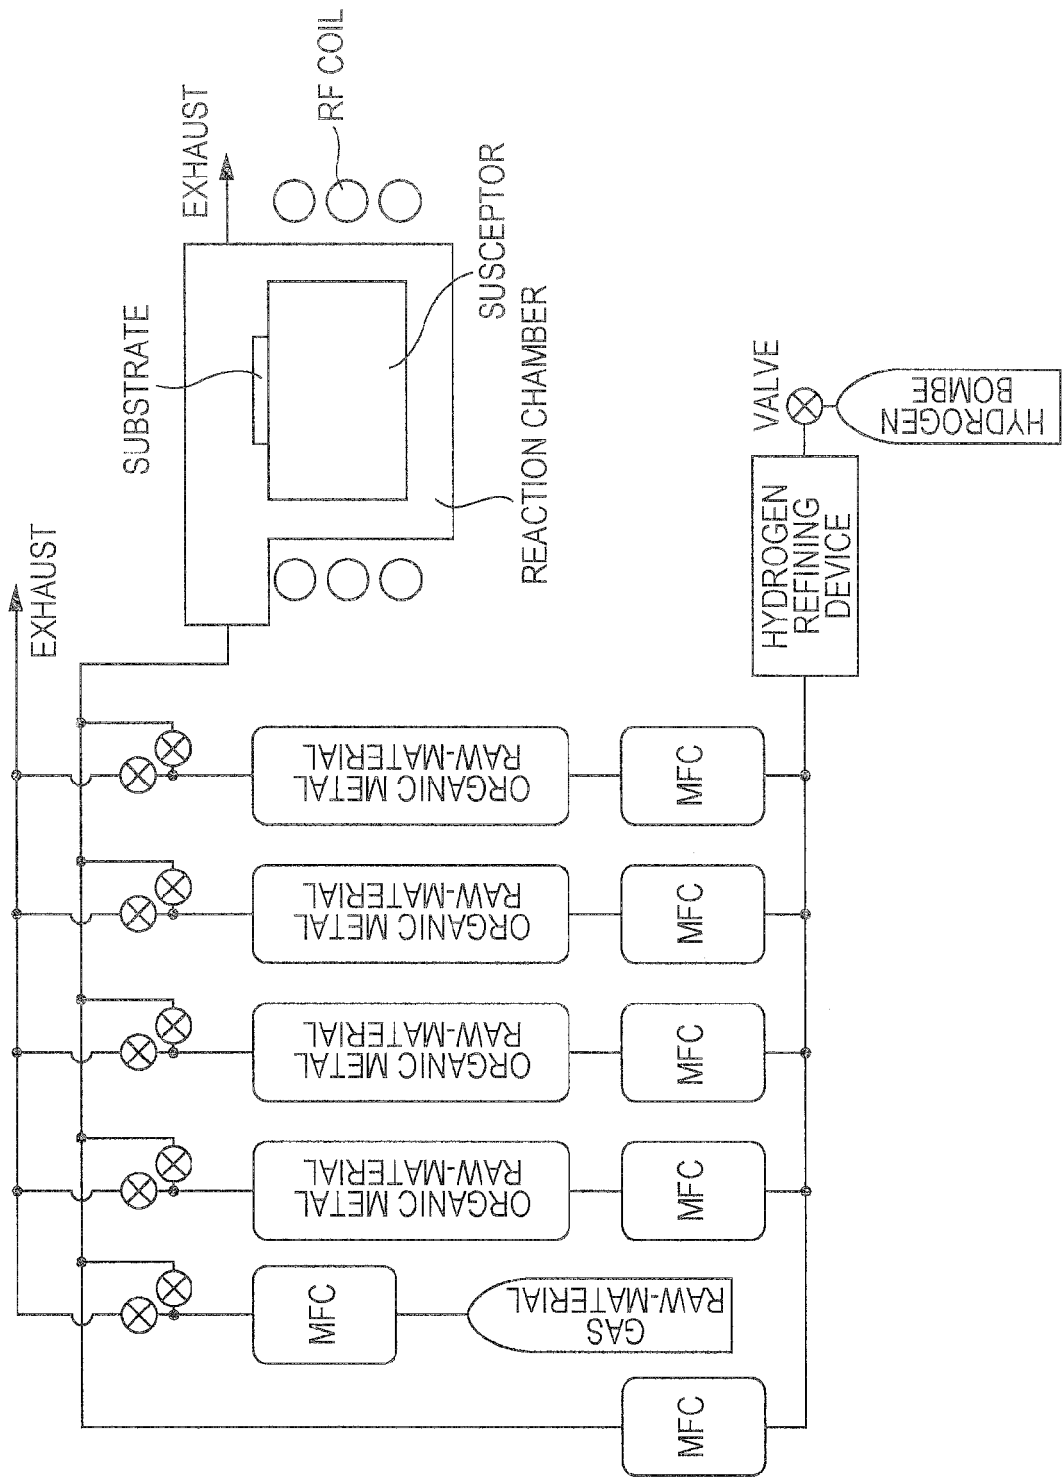 EXHAUST
RF COIL
SUBSTRATE
SUSCEPTOR
REACTION CHAMBER
EXHAUST
VALVE
HYDROGEN
BOMBE
HYDROGEN
REFINING
DEVICE
ORGANIC METAL
RAW-MATERIAL
MFC
ORGANIC METAL
RAW-MATERIAL
MFC
ORGANIC METAL
RAW-MATERIAL
MFC
ORGANIC METAL
RAW-MATERIAL
MFC
MFC
GAS
RAW-MATERIAL
MFC